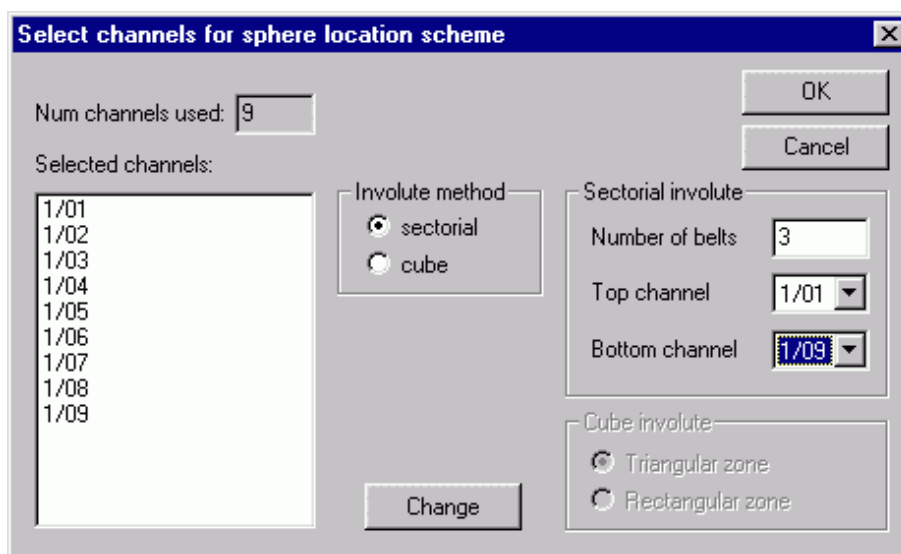 Select channels for sphere location scheme
OK
Num channels used: 9
Cancel
Selected channels:
1/01
1/02
1/03
1/04
1/05
1/06
1/07
1/08
1/09
Involute method
sectorial
cube
Sectorial involute
Number of belts 3
Top channel 1/01
Bottom channel 1/09
Cube involute
Triangular zone
Rectangular zone
Change